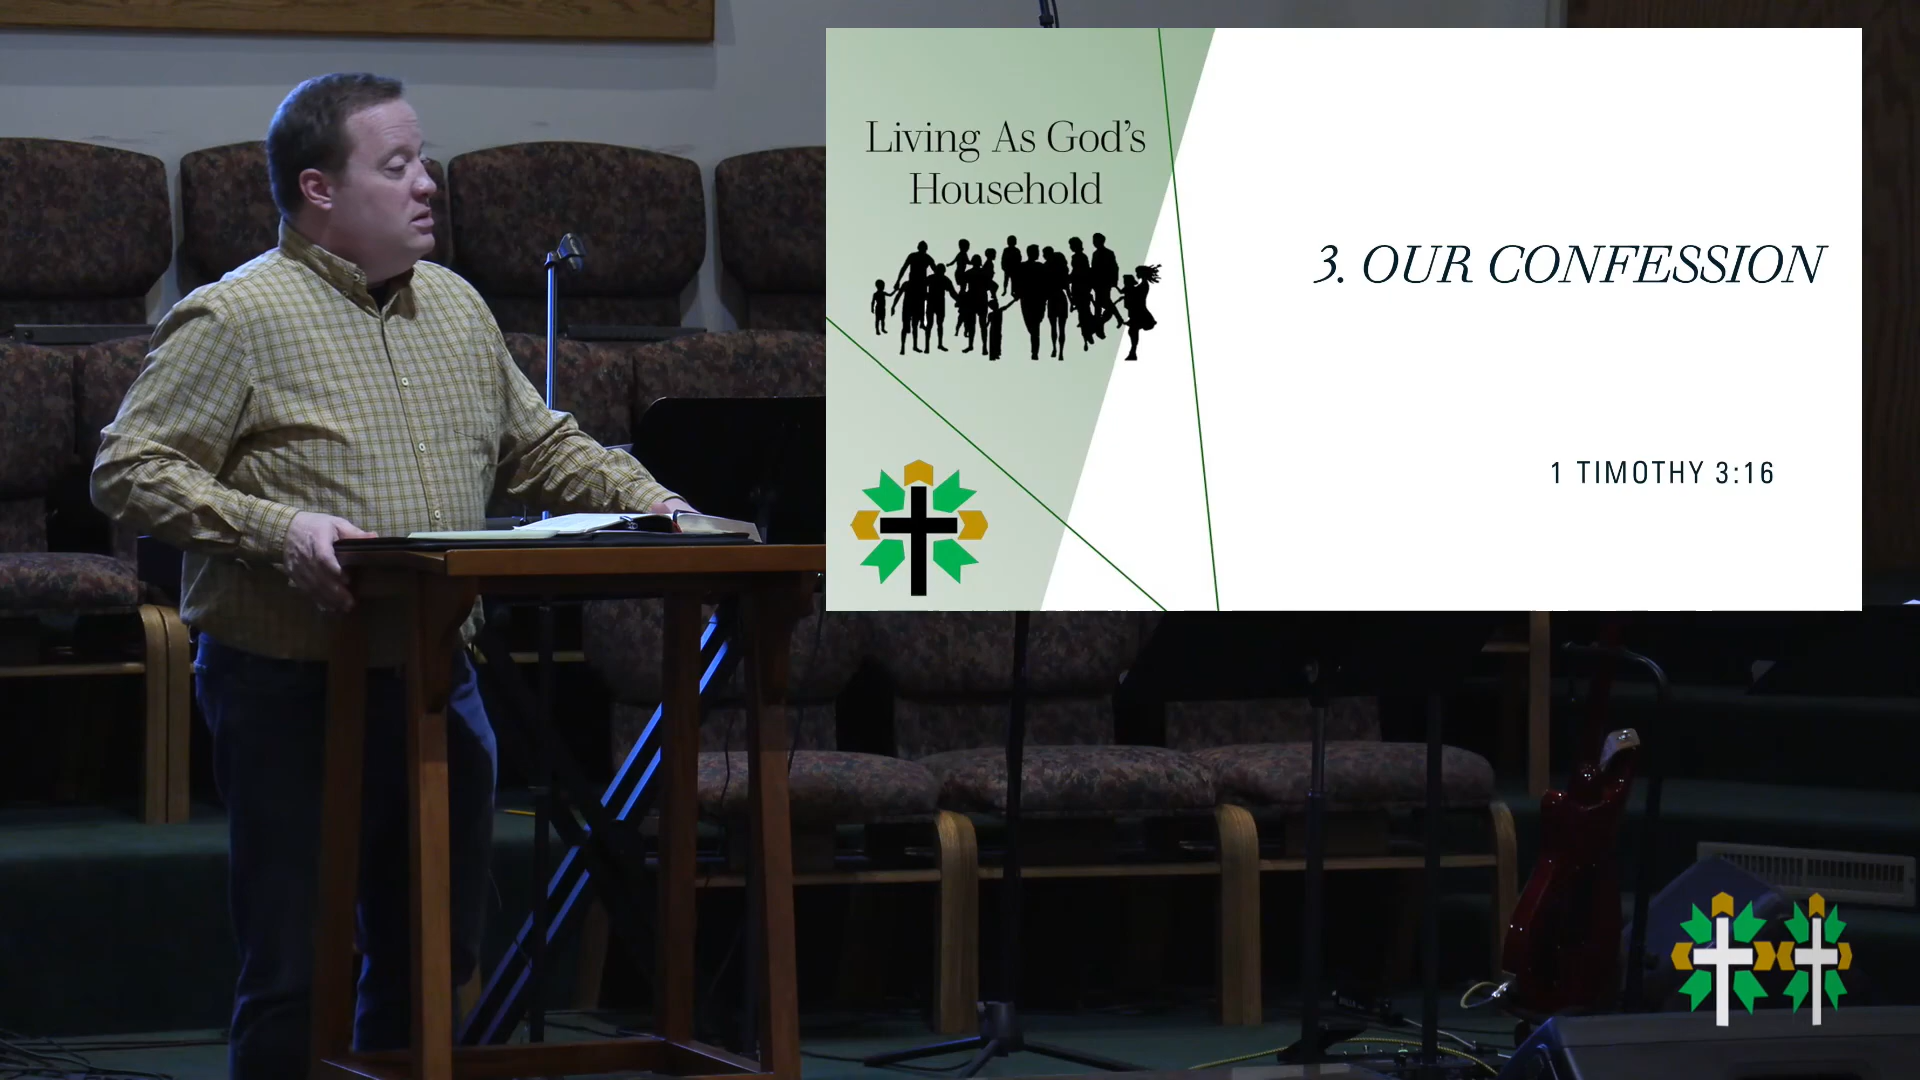 Living As God's
Household
3. OUR CONFESSION
1 TIMOTHY 3:16